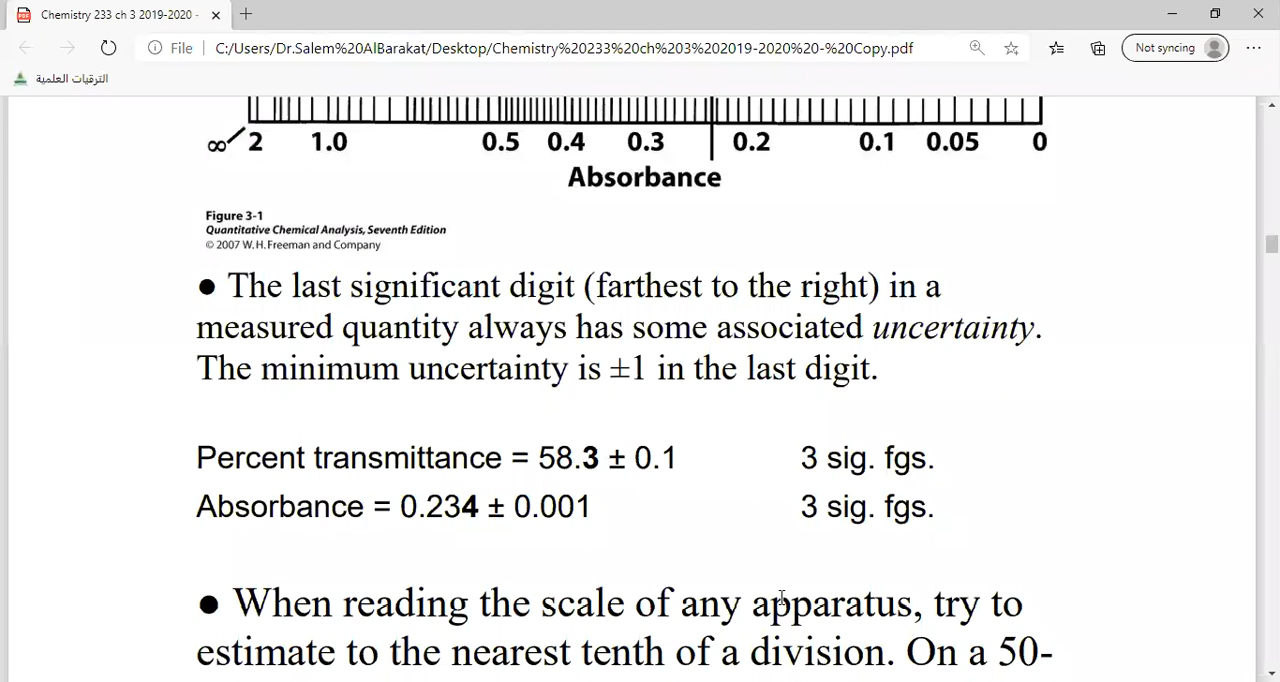 Chemistry 233 ch 3 2019-2020 -
File
C:/Users/Dr.Salem%20AlBarakat/Desktop/Chemistry%20233%20ch%203%202019-2020%20-%20Copy.pdf
Not syncing
الترقيات العلمية
∞ 2 1.0 0.5 0.4 0.3 0.2 0.1 0.05 0
Absorbance
Figure 3-1
Quantitative Chemical Analysis, Seventh Edition
© 2007 W. H. Freeman and Company
● The last significant digit (farthest to the right) in a
measured quantity always has some associated uncertainty.
The minimum uncertainty is ±1 in the last digit.
Percent transmittance = 58.3 ± 0.1 3 sig. fgs.
Absorbance = 0.234 ± 0.001 3 sig. fgs.
● When reading the scale of any apparatus, try to
estimate to the nearest tenth of a division. On a 50-